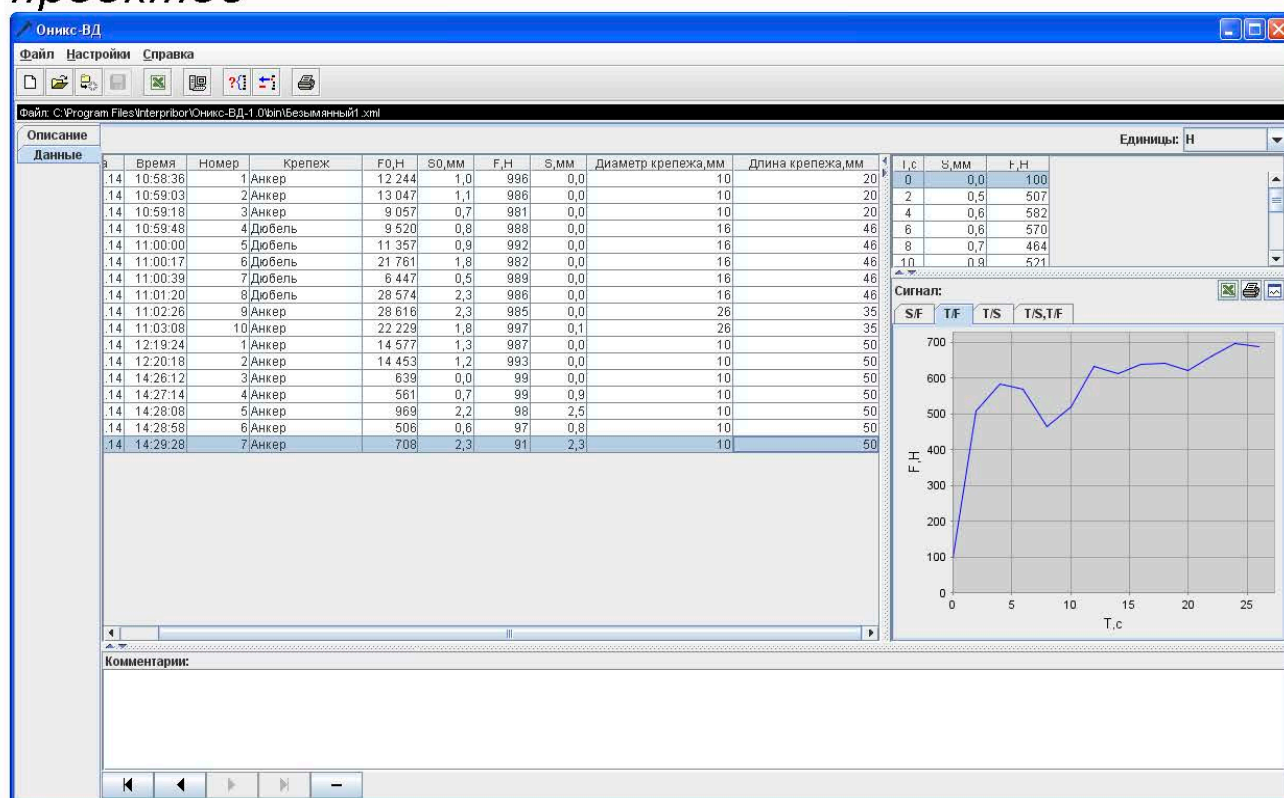 проектов
Оникс-ВД
Файл Настройки Справка
Файл: C:\Program Files\Interpribor\Оникс-ВД-1.0\bin\Безымянный1.xml
Описание
Данные
Единицы: Н
а Время Номер Крепеж F0,Н S0,мм F,Н S,мм Диаметр крепежа,мм Длина крепежа,мм
.14 10:58:36 1 Анкер 12 244 1,0 996 0,0 10 20
.14 10:59:03 2 Анкер 13 047 1,1 986 0,0 10 20
.14 10:59:18 3 Анкер 9 057 0,7 981 0,0 10 20
.14 10:59:48 4 Дюбель 9 520 0,8 988 0,0 16 46
.14 11:00:00 5 Дюбель 11 357 0,9 992 0,0 16 46
.14 11:00:17 6 Дюбель 21 761 1,8 982 0,0 16 46
.14 11:00:39 7 Дюбель 6 447 0,5 989 0,0 16 46
.14 11:01:20 8 Дюбель 28 574 2,3 986 0,0 16 46
.14 11:02:26 9 Анкер 28 616 2,3 985 0,0 26 35
.14 11:03:08 10 Анкер 22 229 1,8 997 0,1 26 35
.14 12:19:24 1 Анкер 14 577 1,3 987 0,0 10 50
.14 12:20:18 2 Анкер 14 453 1,2 993 0,0 10 50
.14 14:26:12 3 Анкер 639 0,0 99 0,0 10 50
.14 14:27:14 4 Анкер 561 0,7 99 0,9 10 50
.14 14:28:08 5 Анкер 969 2,2 98 2,5 10 50
.14 14:28:58 6 Анкер 506 0,6 97 0,8 10 50
.14 14:29:28 7 Анкер 708 2,3 91 2,3 10 50
T,с S,мм F,Н
0 0,0 100
2 0,5 507
4 0,6 582
6 0,6 570
8 0,7 464
10 0,9 521
Сигнал:
S/F T/F T/S T/S,T/F
700
600
500
400
300
200
100
0
F,Н
0 5 10 15 20 25
T,с
Комментарии: